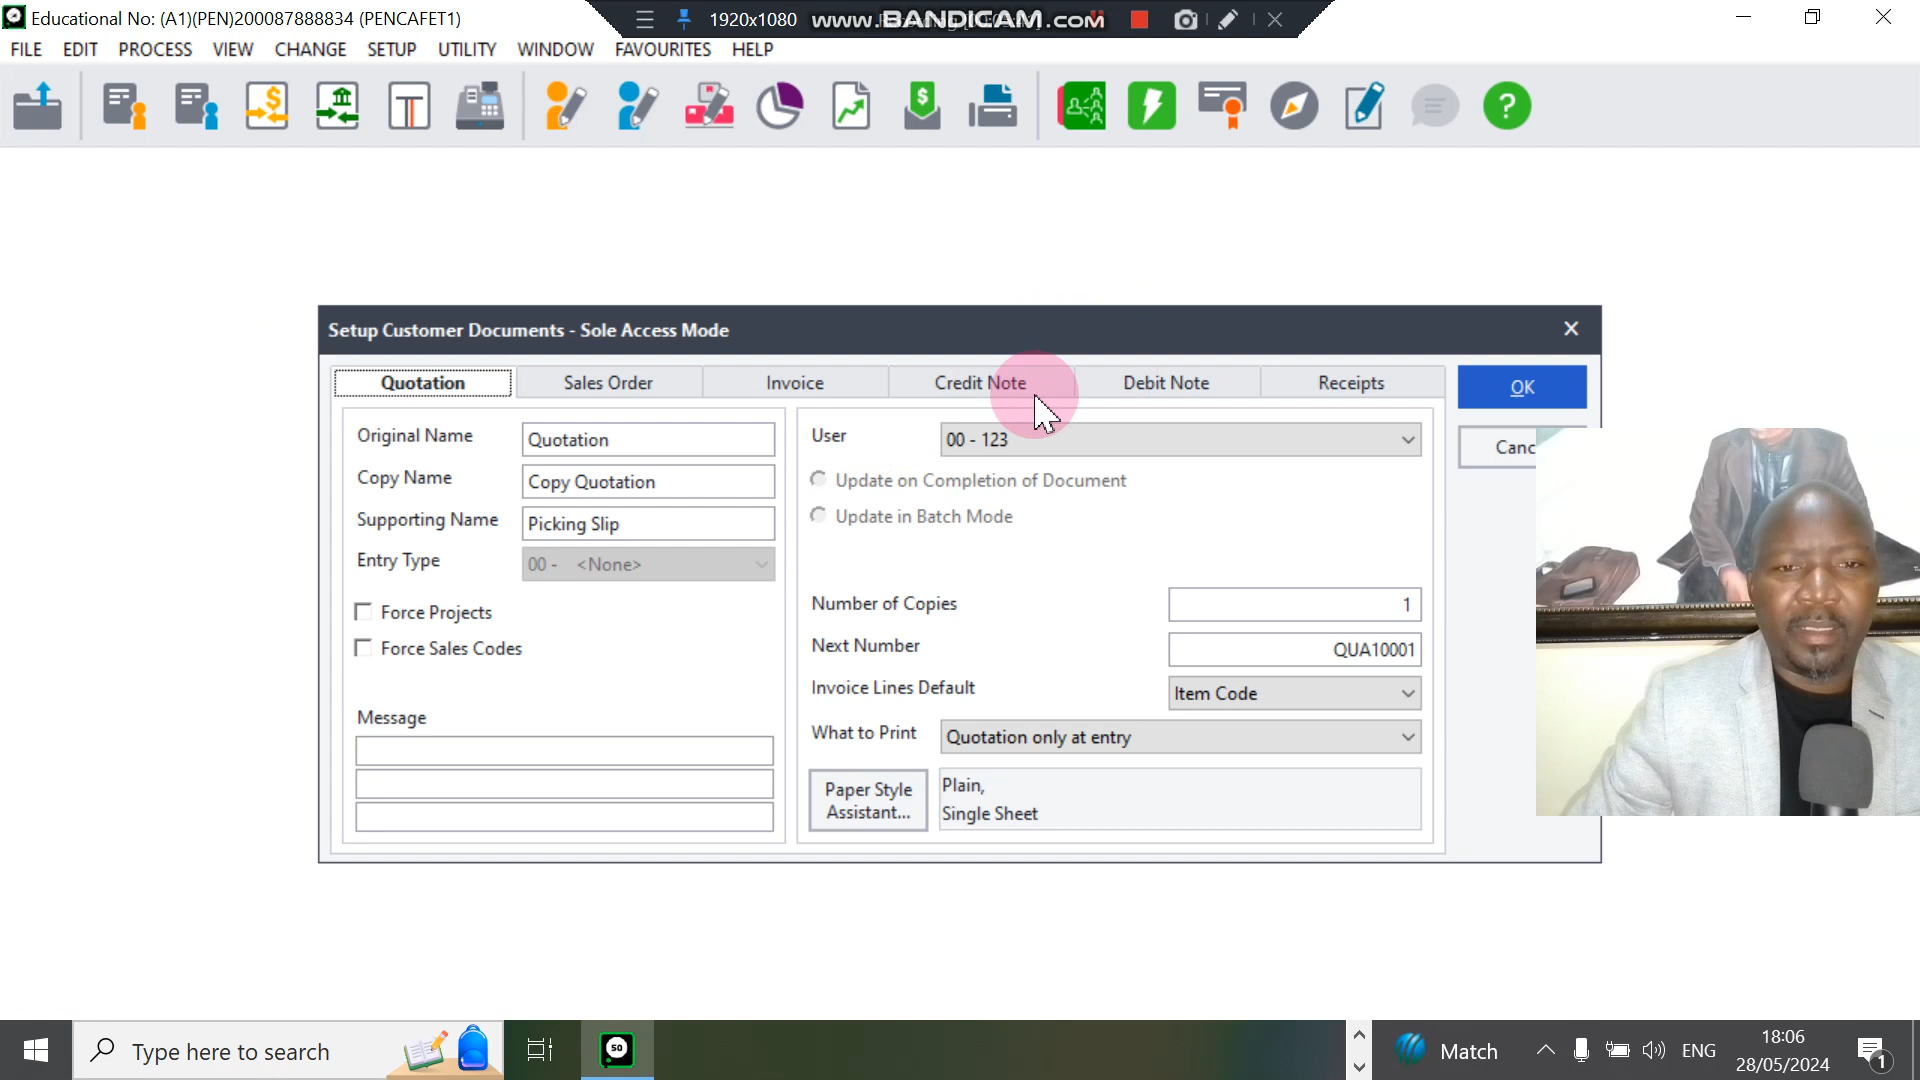 Educational No: (A1)(PEN)200087888834 (PENCAFET1)
1920x1080
www.BANDICAM.com
FILE EDIT PROCESS VIEW CHANGE SETUP UTILITY WINDOW FAVOURITES HELP
Setup Customer Documents - Sole Access Mode
Quotation Sales Order Invoice Credit Note Debit Note Receipts
OK
Canc
Original Name Quotation
Copy Name Copy Quotation
Supporting Name Picking Slip
Entry Type 00 - <None>
Force Projects
Force Sales Codes
Message
User 00 - 123
Update on Completion of Document
Update in Batch Mode
Number of Copies 1
Next Number QUA10001
Invoice Lines Default Item Code
What to Print Quotation only at entry
Paper Style
Assistant...
Plain,
Single Sheet
Type here to search
50
Match
ENG
18:06
28/05/2024
1